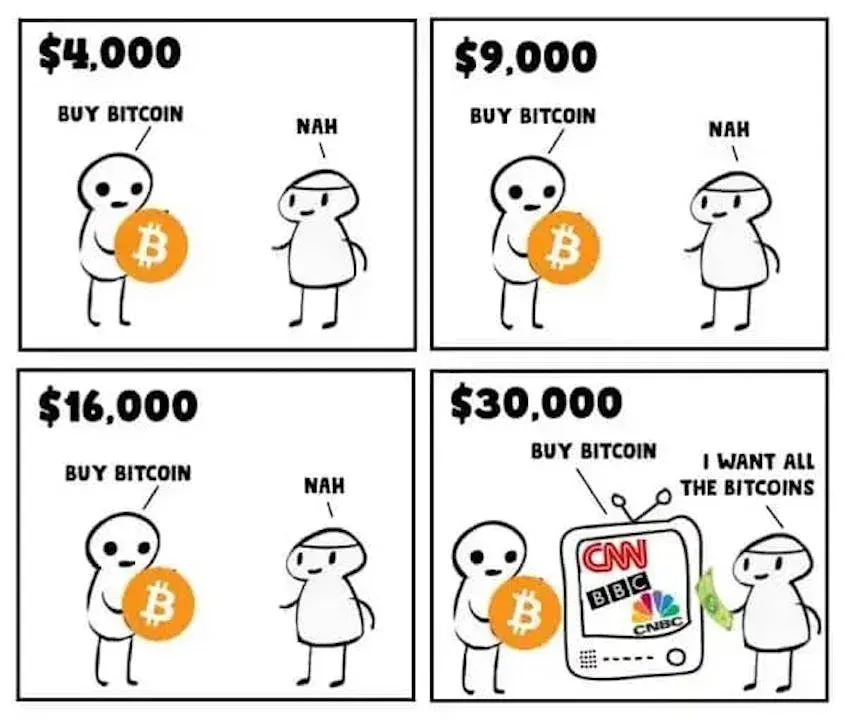 $4,000
BUY BITCOIN
NAH
$9,000
BUY BITCOIN
NAH
$16,000
BUY BITCOIN
NAH
$30,000
BUY BITCOIN
I WANT ALL
THE BITCOINS
CNN
BBC
CNBC